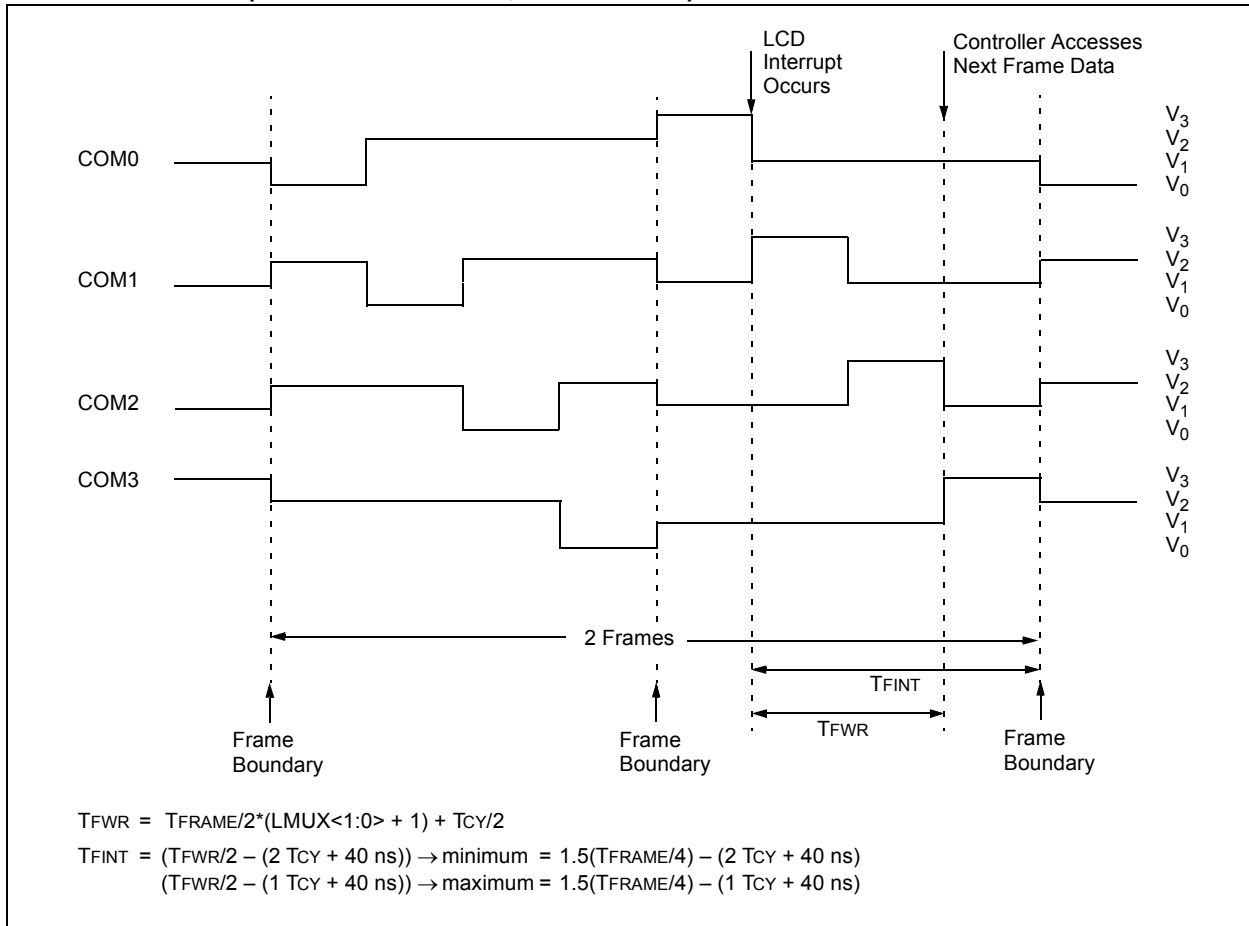 LCD
Interrupt
Occurs
Controller Accesses
Next Frame Data
COM0
V3
V2
V1
V0
COM1
V3
V2
V1
V0
COM2
V3
V2
V1
V0
COM3
V3
V2
V1
V0
2 Frames
TFINT
TFWR
Frame
Boundary
Frame
Boundary
Frame
Boundary
TFWR = TFRAME/2*(LMUX<1:0> + 1) + TCY/2
TFINT = (TFWR/2 – (2 TCY + 40 ns)) → minimum = 1.5(TFRAME/4) – (2 TCY + 40 ns)
(TFWR/2 – (1 TCY + 40 ns)) → maximum = 1.5(TFRAME/4) – (1 TCY + 40 ns)